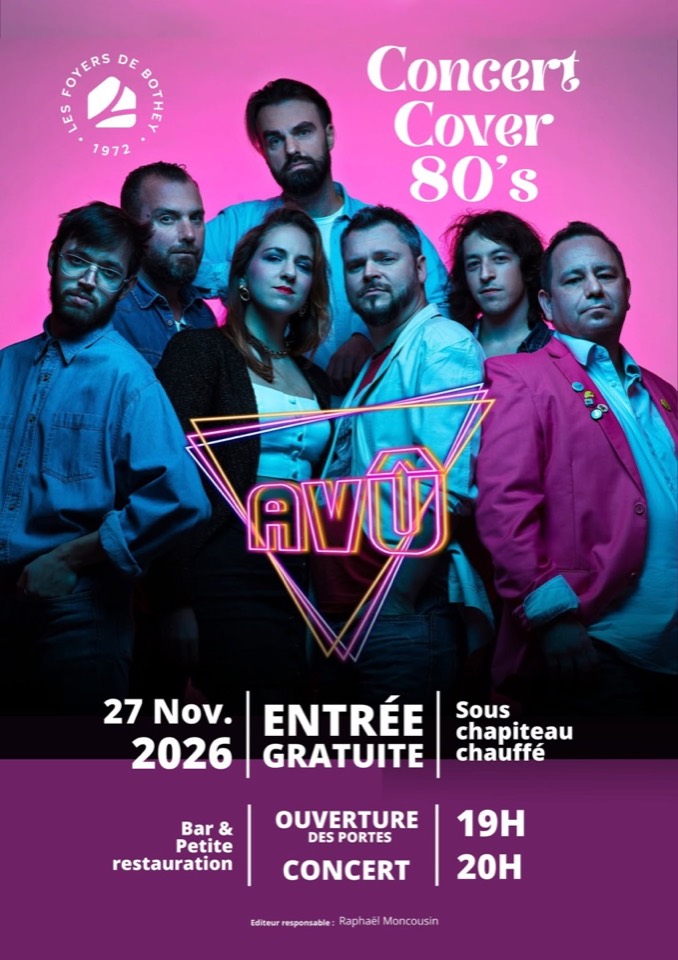 LES FOYERS DE BOTHEY
1972
Concert
Cover
80's
AVÛ
27 Nov.
2026
ENTRÉE
GRATUITE
Sous
chapiteau
chauffé
Bar &
Petite
restauration
OUVERTURE
DES PORTES
CONCERT
19H
20H
Editeur responsable : Raphaël Moncousin